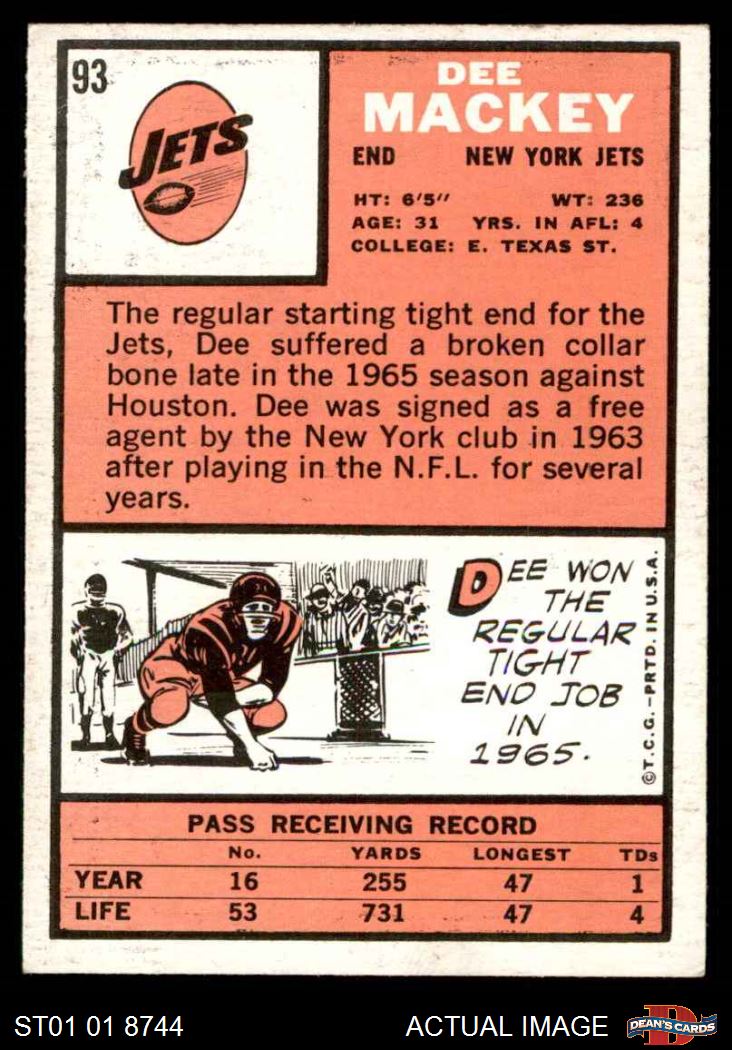 93
JETS
DEE
MACKEY
END NEW YORK JETS
HT: 6'5" WT: 236
AGE: 31 YRS. IN AFL: 4
COLLEGE: E. TEXAS ST.
The regular starting tight end for the
Jets, Dee suffered a broken collar
bone late in the 1965 season against
Houston. Dee was signed as a free
agent by the New York club in 1963
after playing in the N.F.L. for several
years.
DEE WON
THE
REGULAR
TIGHT
END JOB
IN
1965.
©T.C.G.-PRTD. IN U.S.A.
PASS RECEIVING RECORD
No. YARDS LONGEST TDs
YEAR 16 255 47 1
LIFE 53 731 47 4
ST01 01 8744 ACTUAL IMAGE DEAN'S CARDS